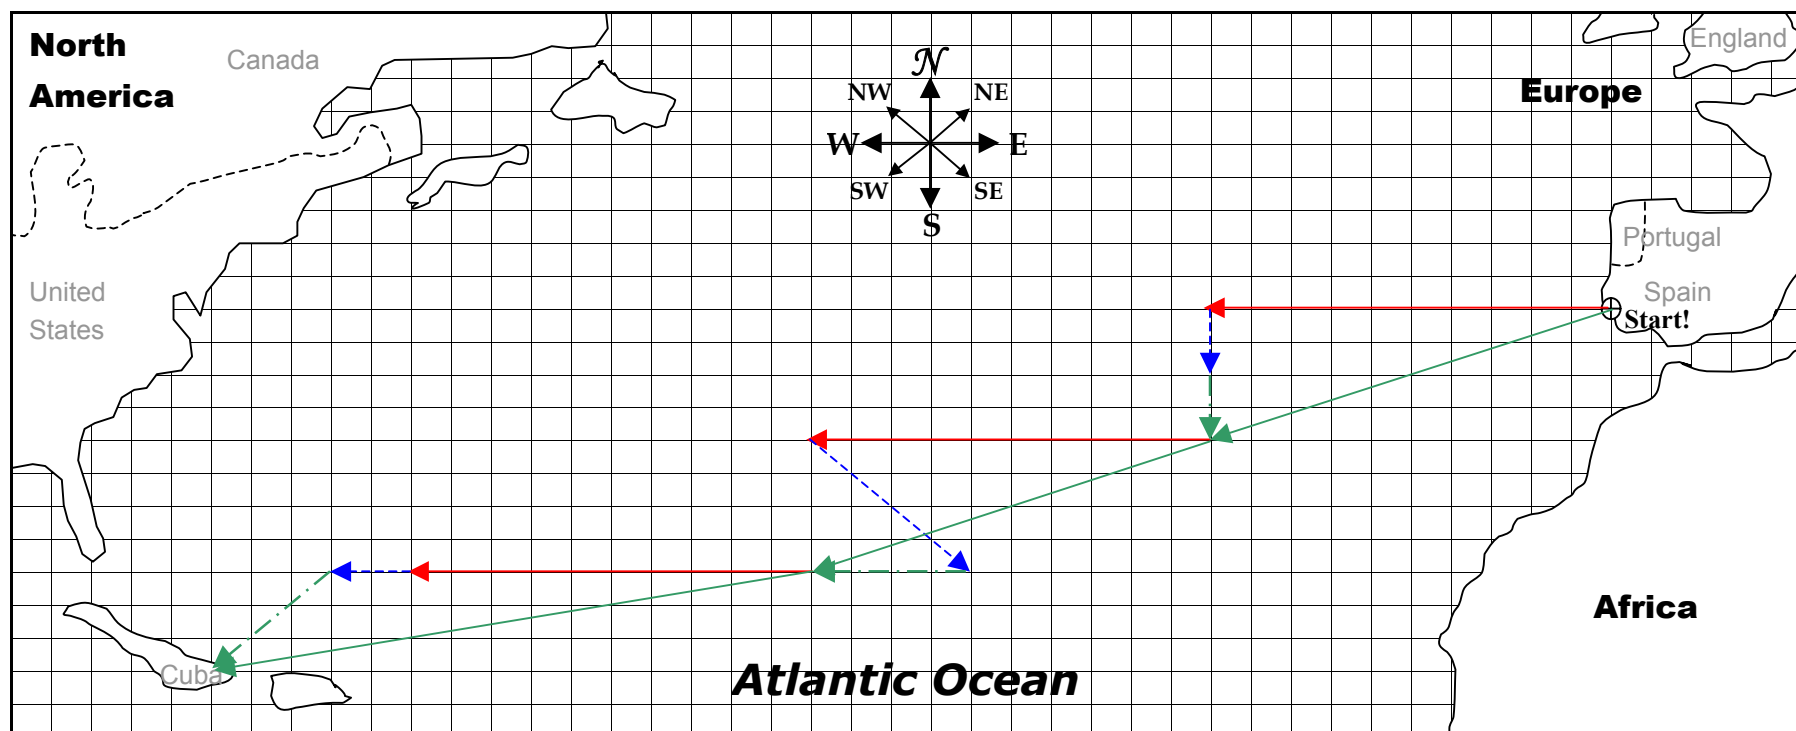 North
America
Canada
N
NW
NE
W
E
SW
SE
S
England
Europe
Portugal
Spain
Start!
United
States
Africa
Cuba
Atlantic Ocean